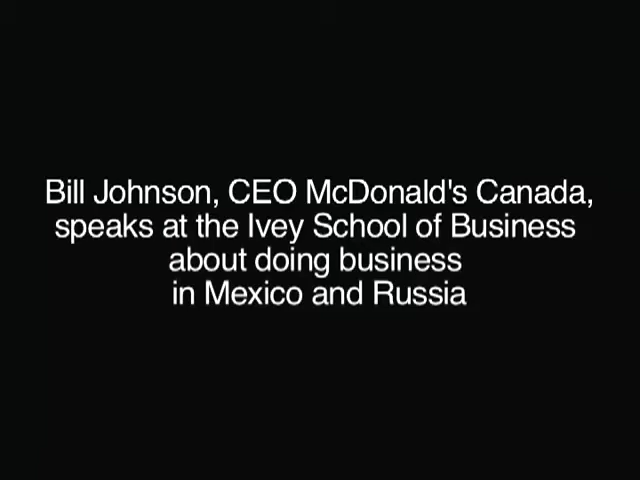 Bill Johnson, CEO McDonald's Canada,
speaks at the Ivey School of Business
about doing business
in Mexico and Russia